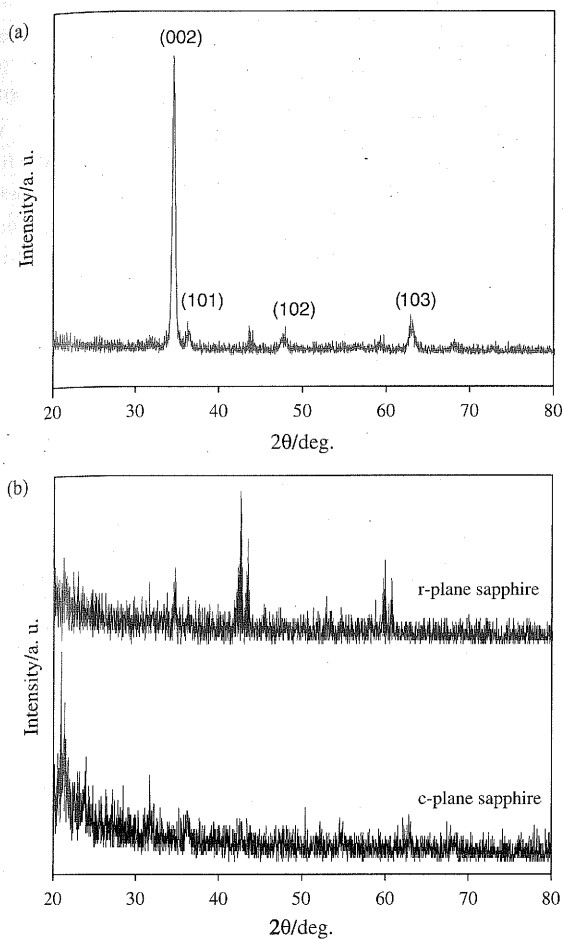 (a)
(002)
(101)
(102)
(103)
Intensity/a. u.
20 30 40 50 60 70 80
2θ/deg.
(b)
r-plane sapphire
c-plane sapphire
Intensity/a. u.
20 30 40 50 60 70 80
2θ/deg.